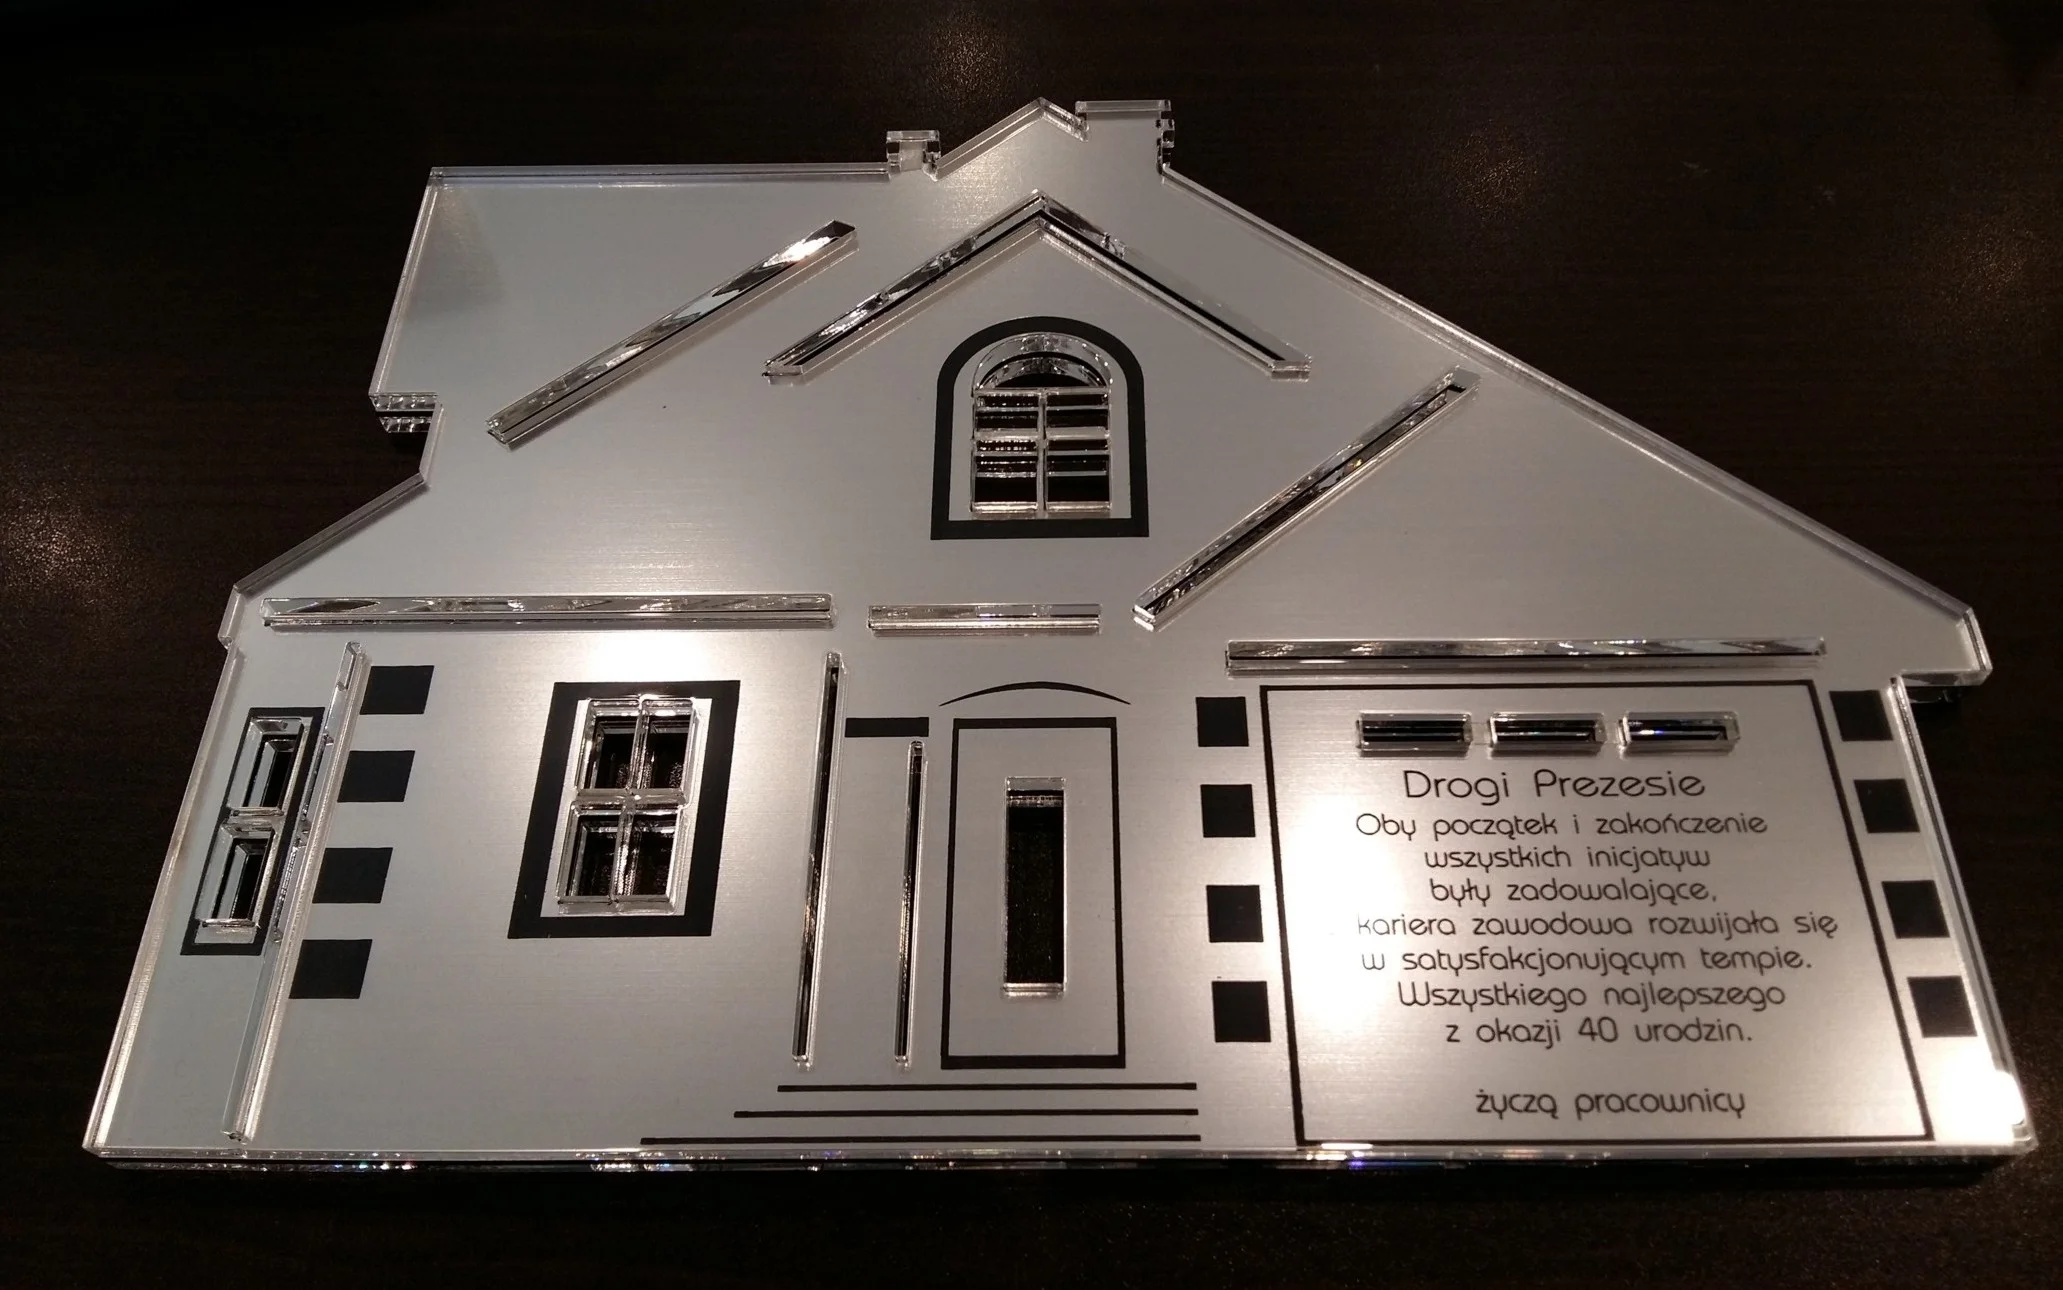 Drogi Prezesie
Oby początek i zakończenie
wszystkich inicjatyw
były zadowalające,
kariera zawodowa rozwijała się
w satysfakcjonującym tempie.
Wszystkiego najlepszego
z okazji 40 urodzin.
życzą pracownicy